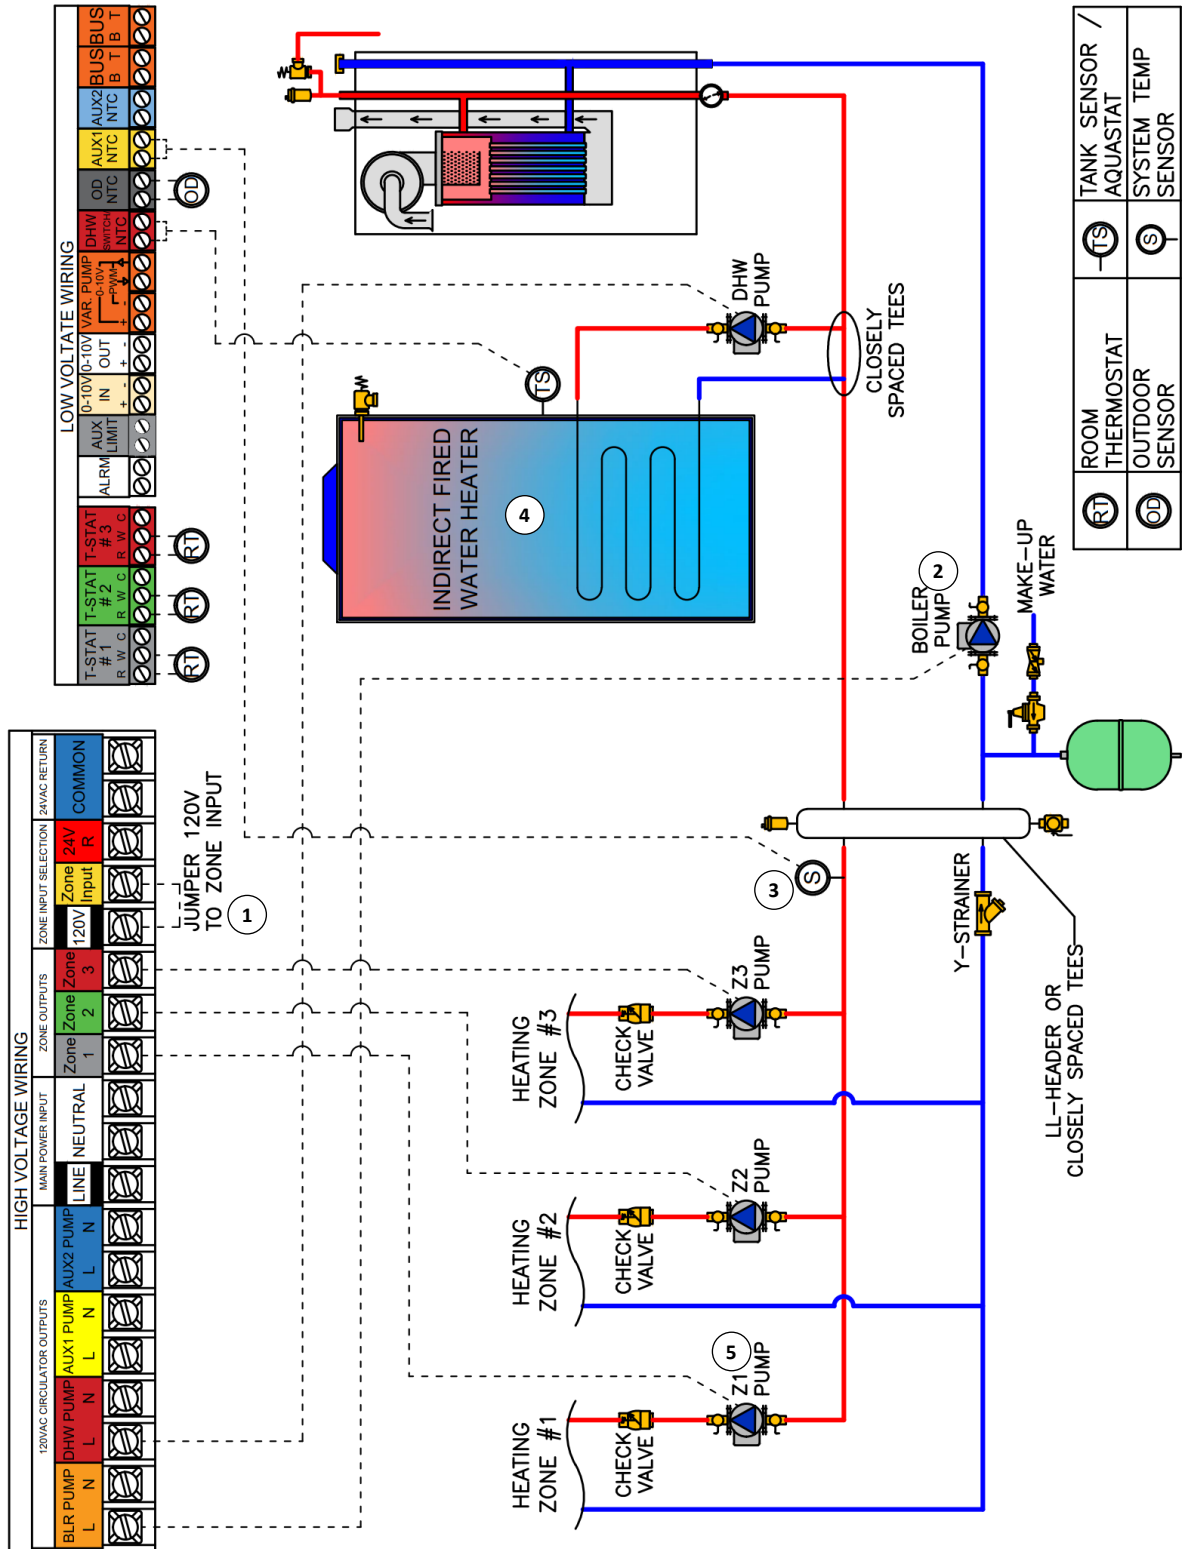 HIGH VOLTAGE WIRING
120VAC CIRCULATOR OUTPUTS
MAIN POWER INPUT
ZONE OUTPUTS
ZONE INPUT SELECTION
24VAC RETURN
BLR PUMP
L N
DHW PUMP
L N
AUX1 PUMP
L N
AUX2 PUMP
L N
LINE
NEUTRAL
Zone
1
Zone
2
Zone
3
120V
Zone
Input
24V
R
COMMON
JUMPER 120V
TO ZONE INPUT
1
LOW VOLTATE WIRING
T-STAT
# 1
R W C
T-STAT
# 2
R W C
T-STAT
# 3
R W C
ALRM
AUX
LIMIT
0-10V
IN
+ -
0-10V
OUT
+ -
VAR. PUMP
0-10V
PWM
+ -
DHW
SWITCH/
NTC
OD
NTC
AUX1
NTC
AUX2
NTC
BUS
B T
BUS
B T
RT
RT
RT
OD
INDIRECT FIRED
WATER HEATER
4
TS
DHW
PUMP
CLOSELY
SPACED TEES
BOILER
PUMP
2
MAKE-UP
WATER
S
3
Y-STRAINER
LL-HEADER OR
CLOSELY SPACED TEES
HEATING
ZONE #1
CHECK
VALVE
Z1
PUMP
5
HEATING
ZONE #2
CHECK
VALVE
Z2
PUMP
HEATING
ZONE #3
CHECK
VALVE
Z3
PUMP
RT
ROOM
THERMOSTAT
TS
TANK SENSOR /
AQUASTAT
OD
OUTDOOR
SENSOR
S
SYSTEM TEMP
SENSOR